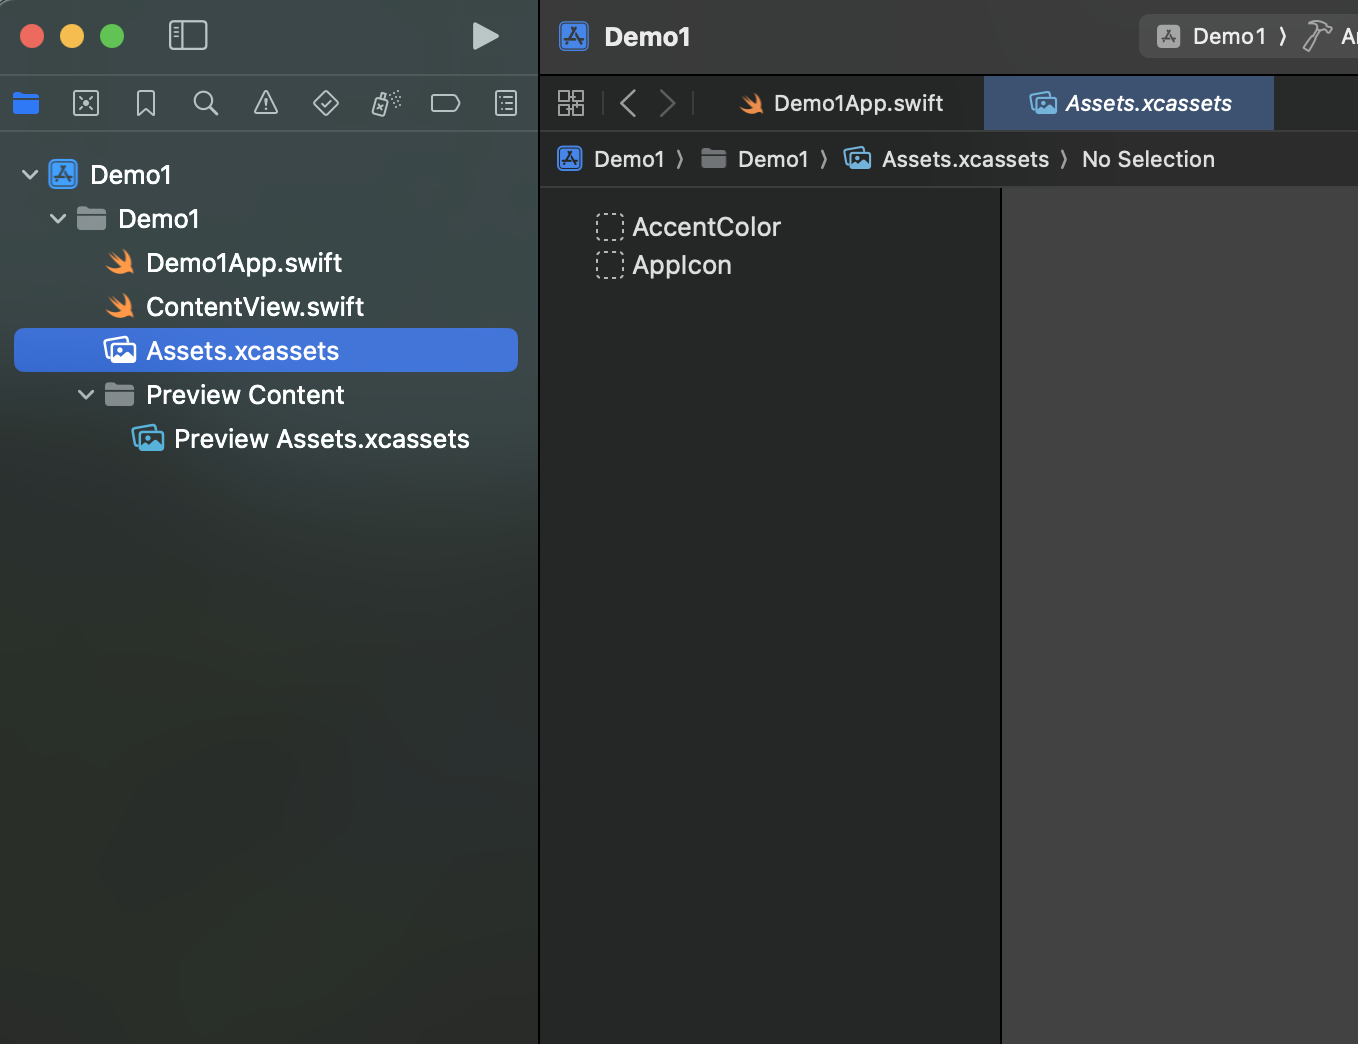 Demo1
Demo1 〉
Demo1App.swift
Assets.xcassets
Demo1 〉 Demo1 〉 Assets.xcassets 〉 No Selection
Demo1
Demo1
Demo1App.swift
ContentView.swift
Assets.xcassets
Preview Content
Preview Assets.xcassets
AccentColor
AppIcon